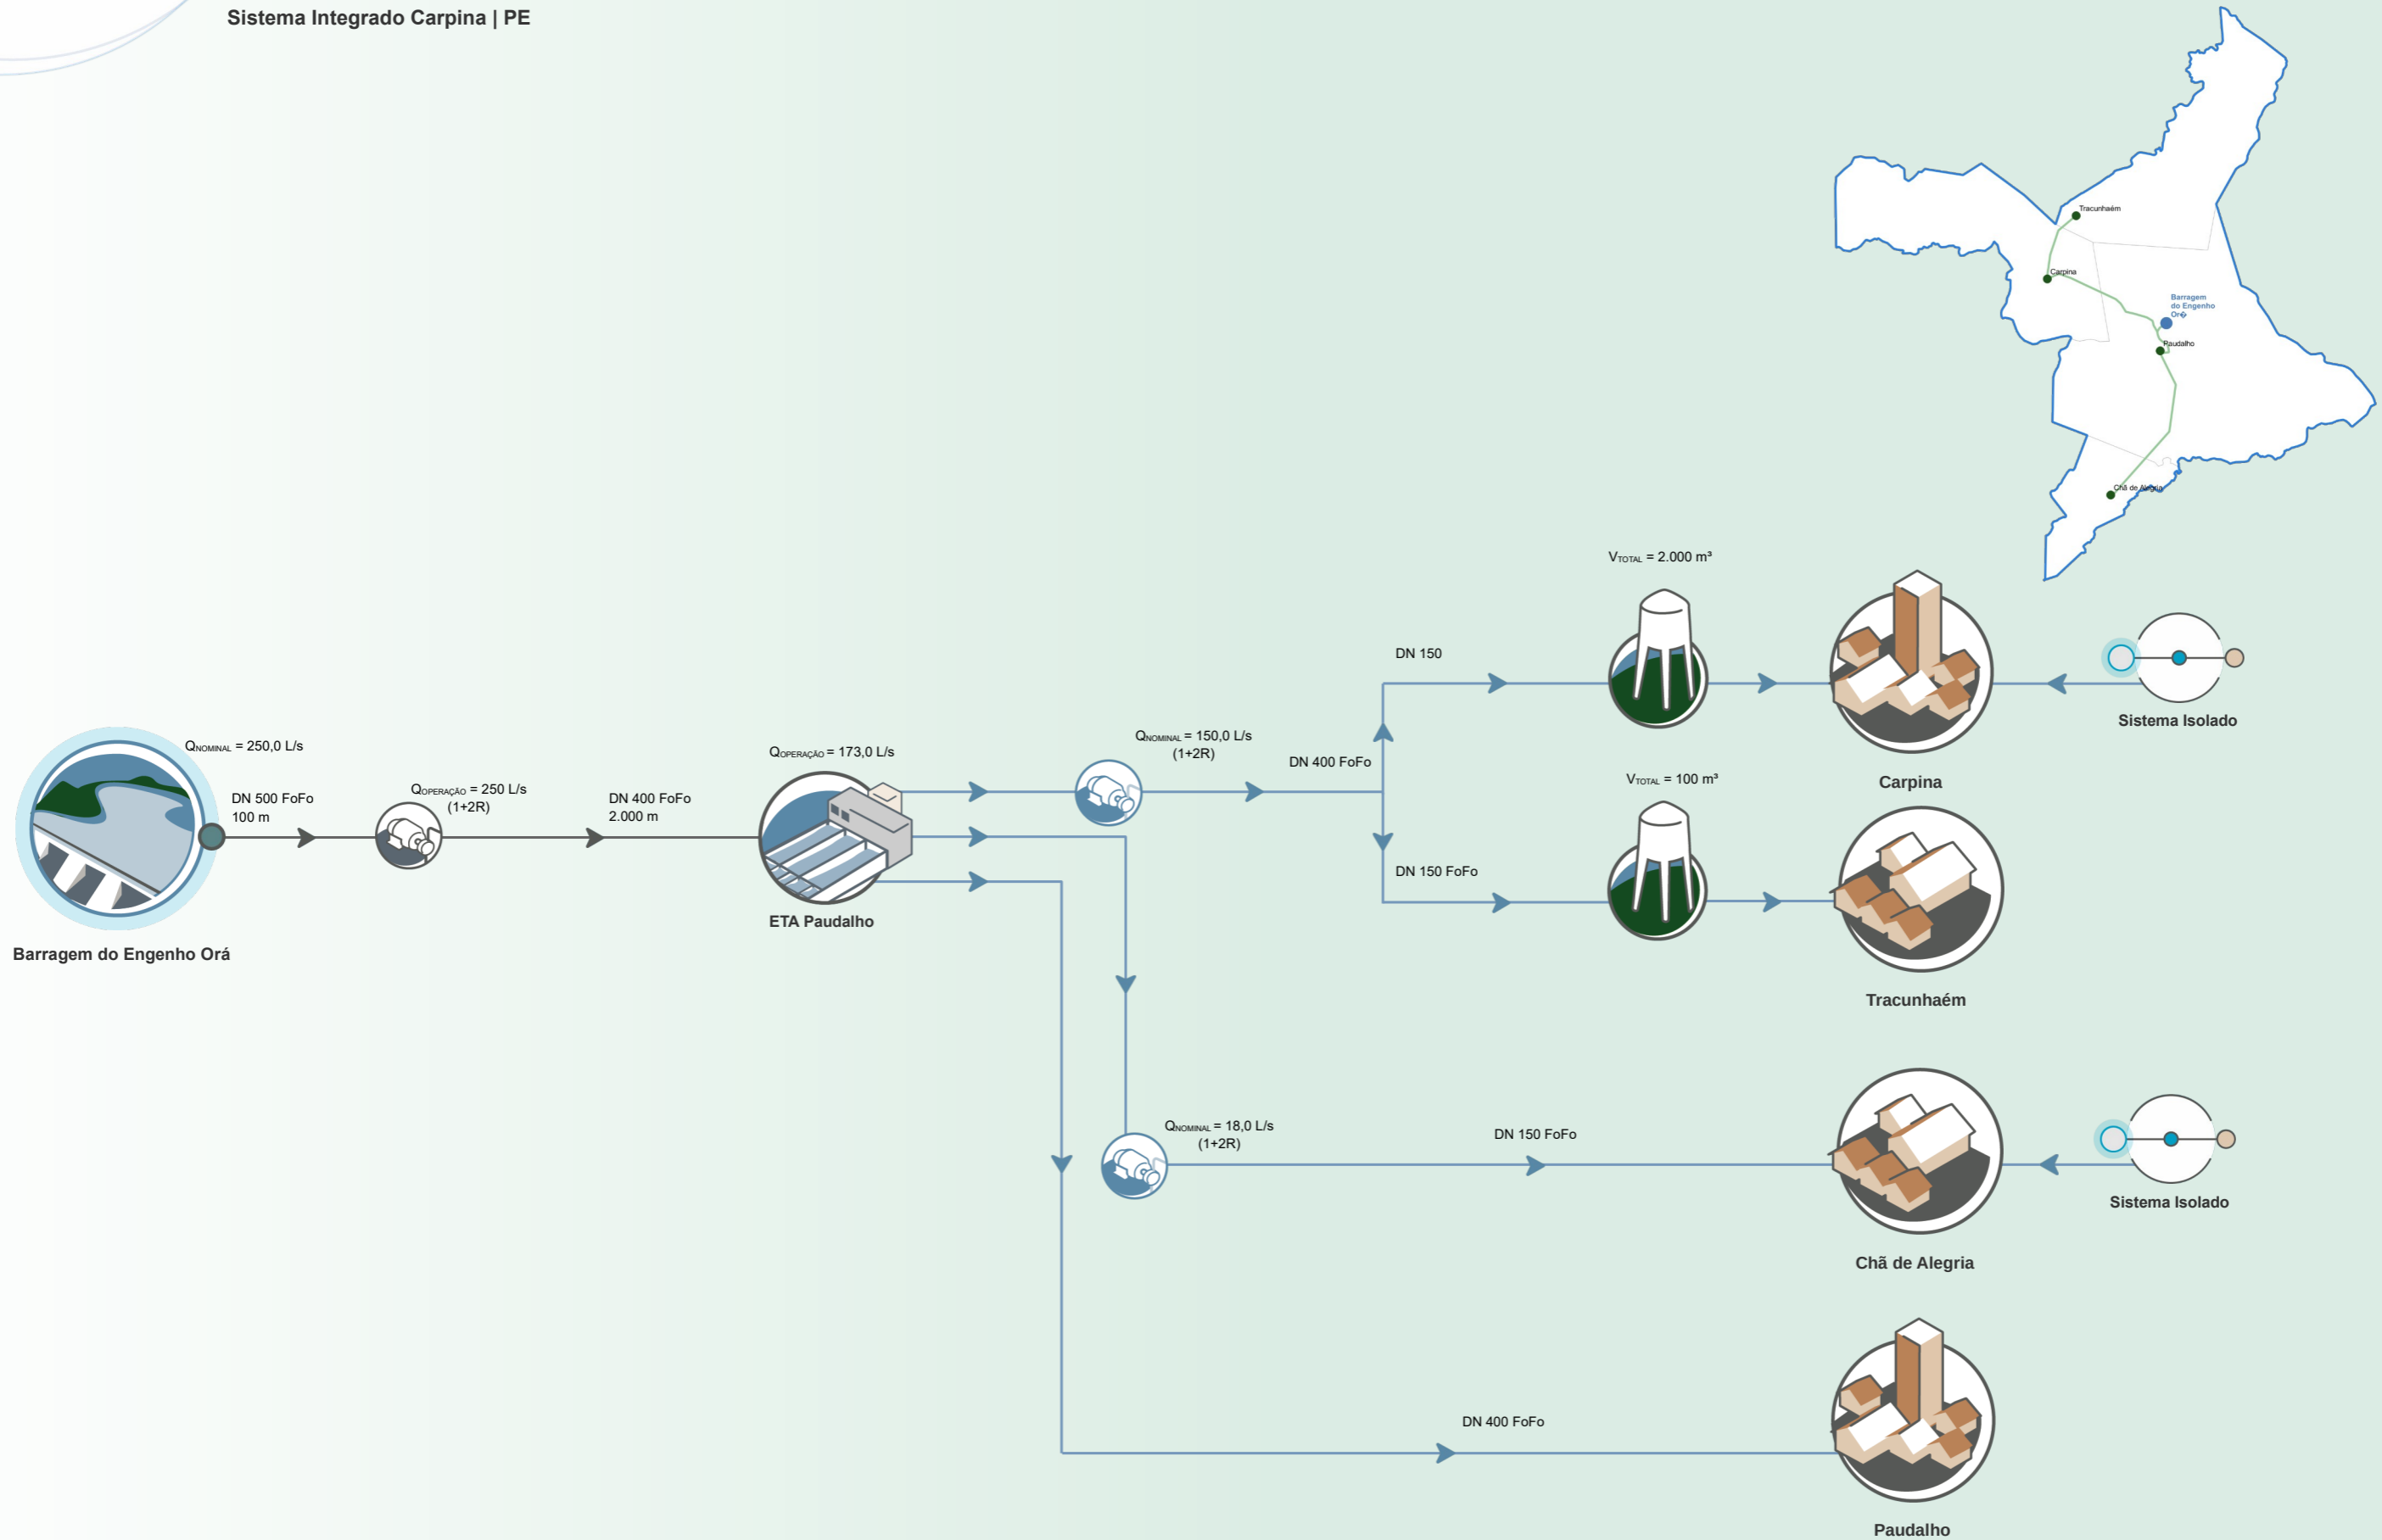 Sistema Integrado Carpina | PE
Tracunhaém
Carpina
Barragem
do Engenho
Or�
Paudalho
Chã de Alegria
VTOTAL = 2.000 m³
DN 150
Sistema Isolado
Carpina
QNOMINAL = 250,0 L/s
DN 500 FoFo
100 m
QOPERAÇÃO = 250 L/s
(1+2R)
DN 400 FoFo
2.000 m
QOPERAÇÃO = 173,0 L/s
ETA Paudalho
QNOMINAL = 150,0 L/s
(1+2R)
DN 400 FoFo
VTOTAL = 100 m³
DN 150 FoFo
Barragem do Engenho Orá
Tracunhaém
QNOMINAL = 18,0 L/s
(1+2R)
DN 150 FoFo
Sistema Isolado
Chã de Alegria
DN 400 FoFo
Paudalho